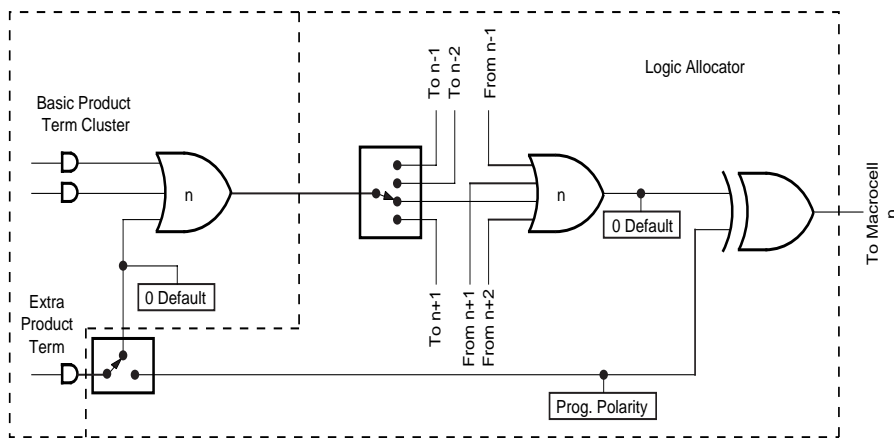 To n-1
To n-2
From n-1
Logic Allocator
Basic Product
Term Cluster
n
n
0 Default
To Macrocell
n
0 Default
Extra
Product
Term
To n+1
From n+1
From n+2
Prog. Polarity